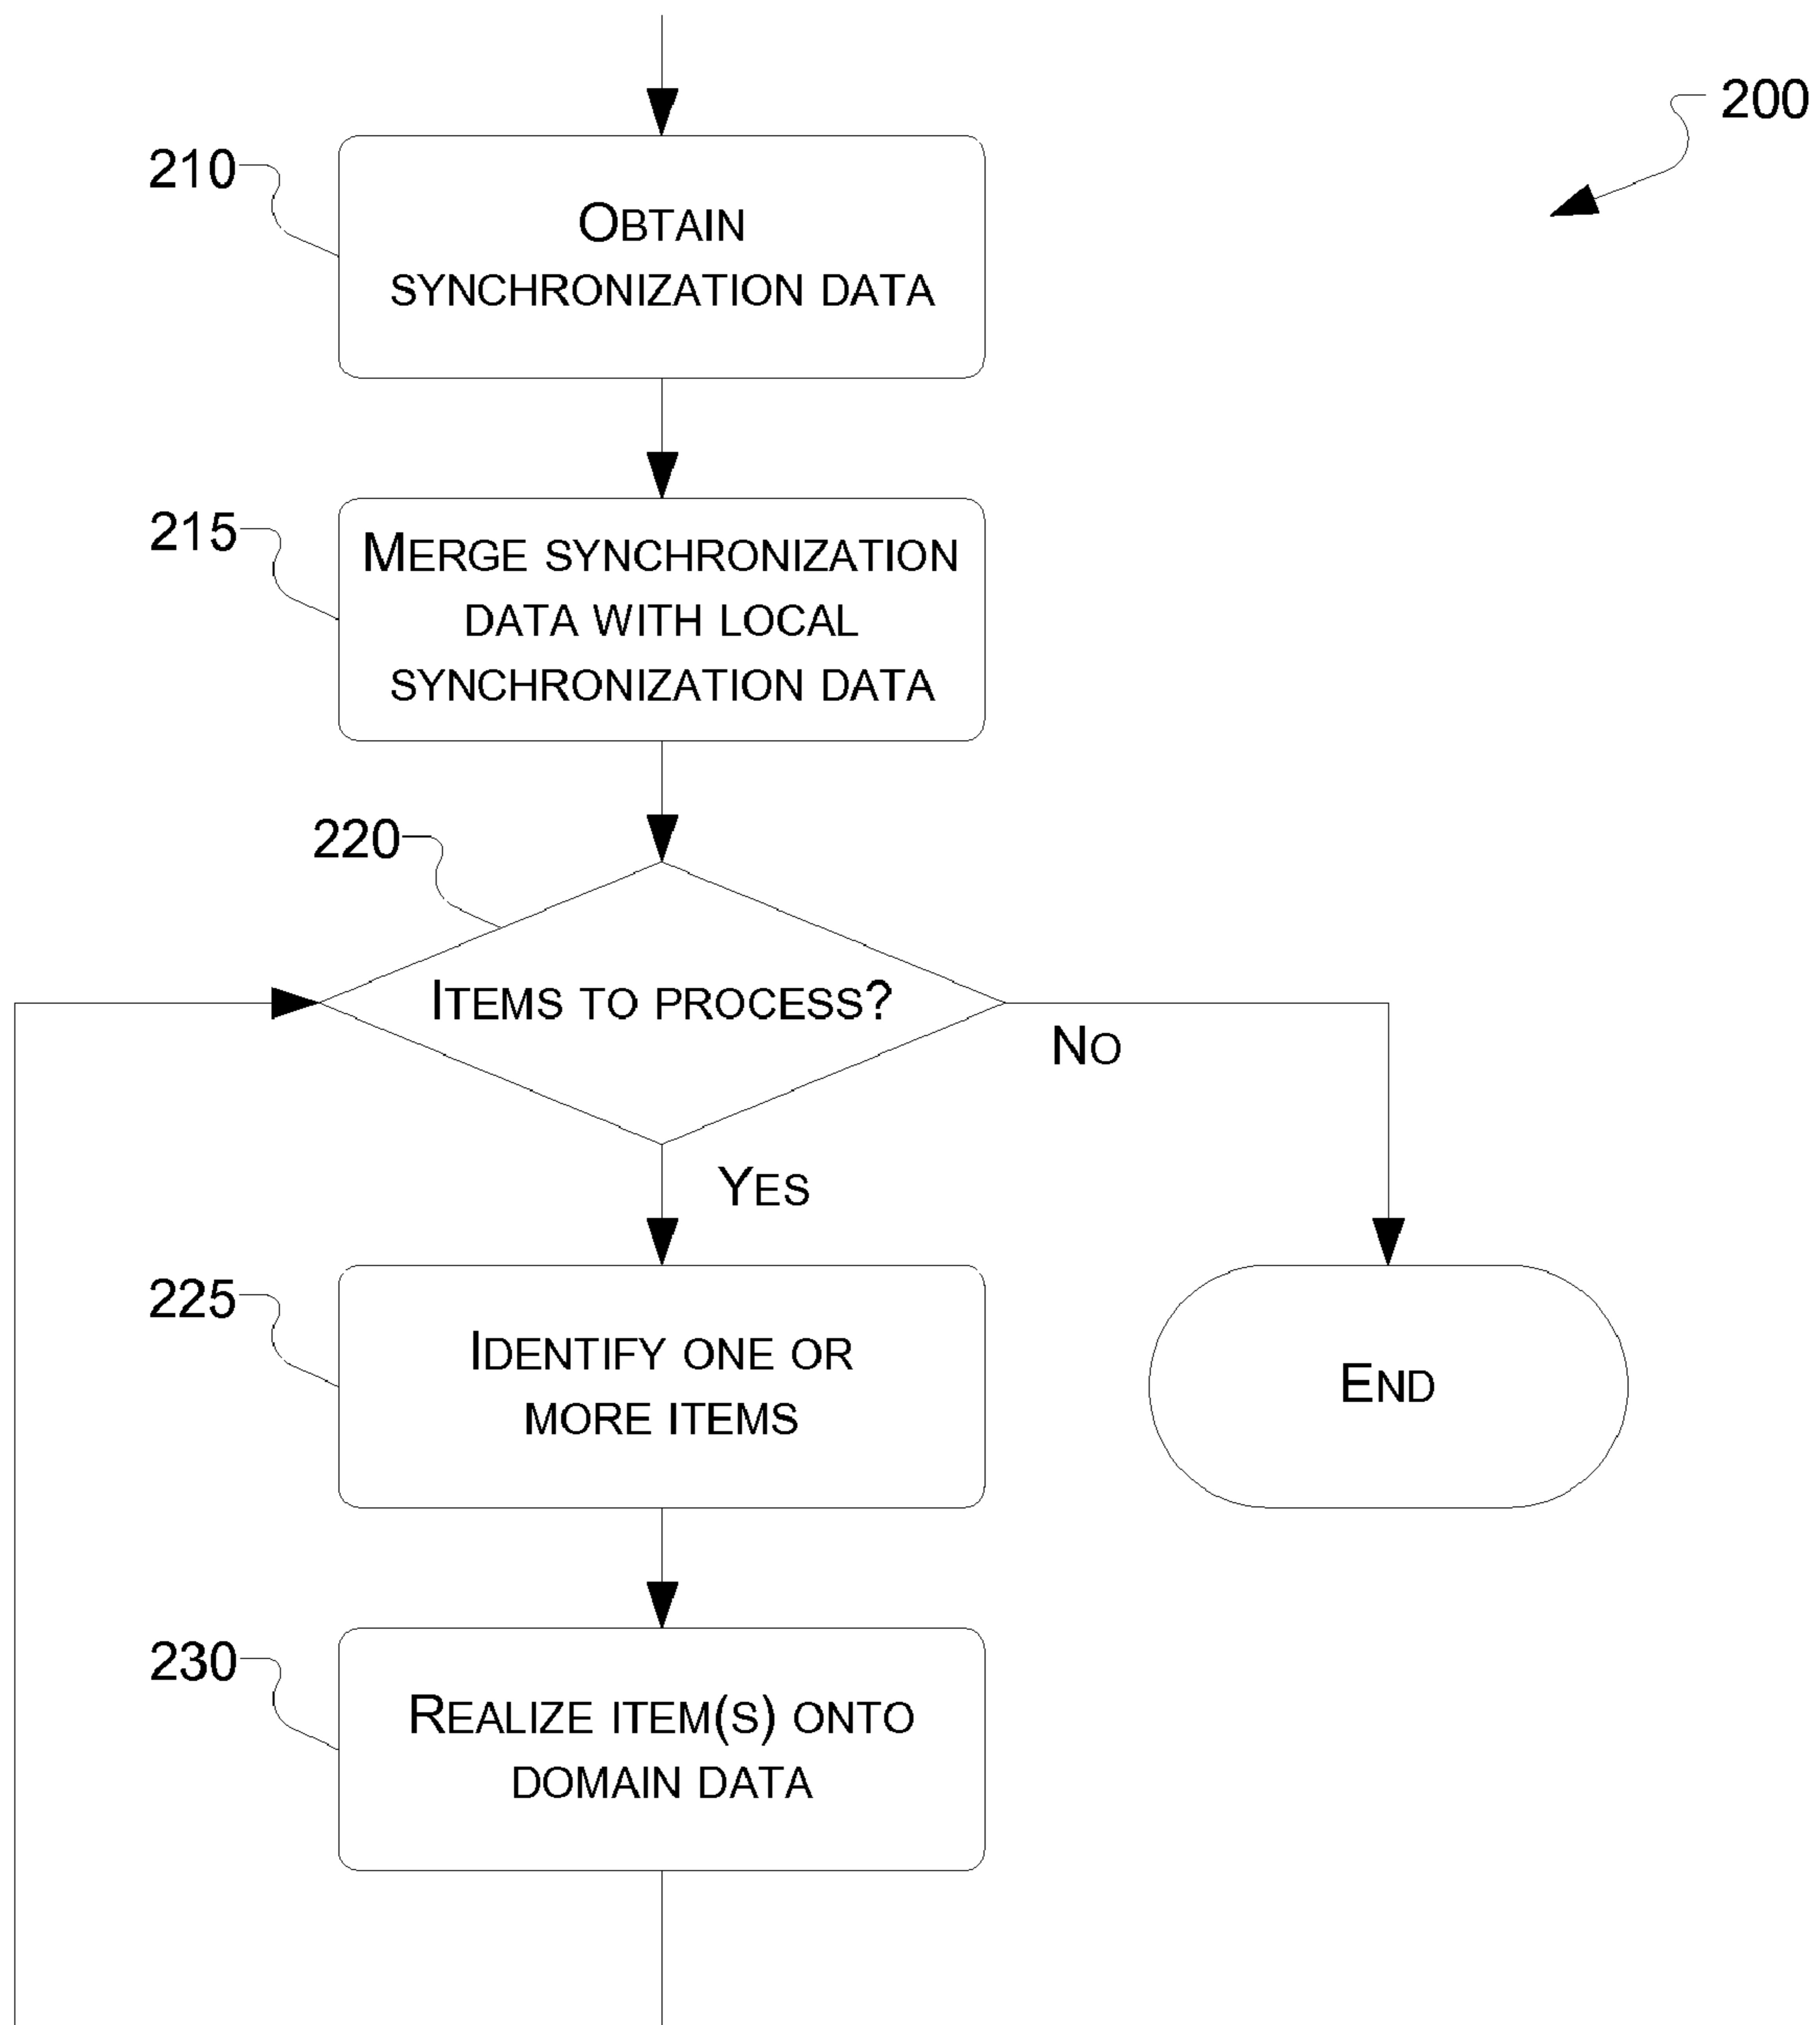 200
210
OBTAIN
SYNCHRONIZATION DATA
215
MERGE SYNCHRONIZATION
DATA WITH LOCAL
SYNCHRONIZATION DATA
220
ITEMS TO PROCESS?
NO
YES
225
IDENTIFY ONE OR
MORE ITEMS
END
230
REALIZE ITEM(S) ONTO
DOMAIN DATA